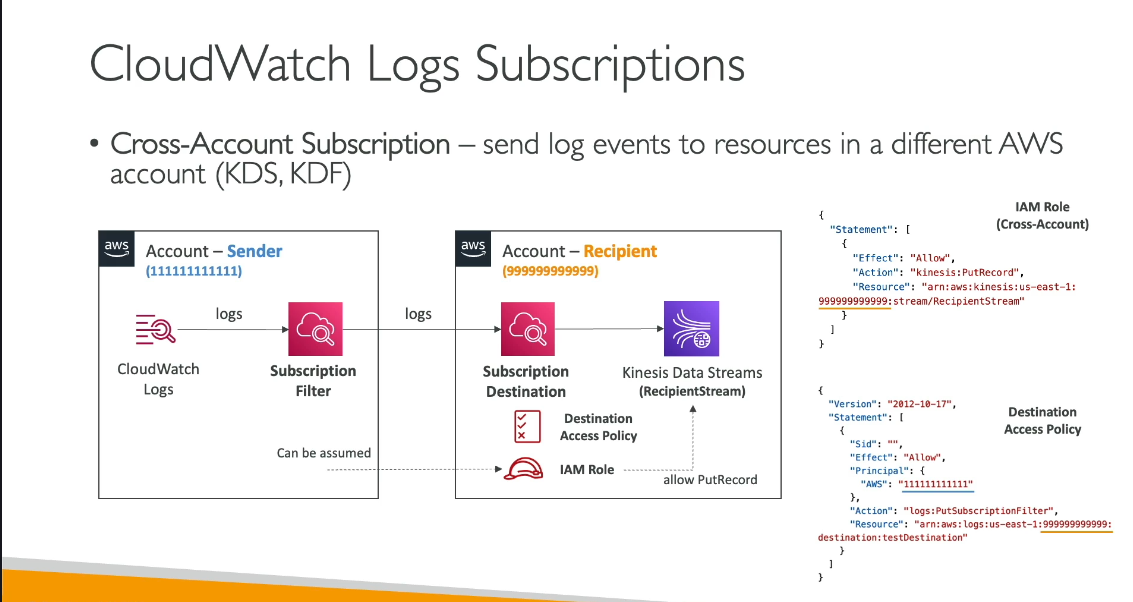 CloudWatch Logs Subscriptions
• Cross-Account Subscription – send log events to resources in a different AWS
account (KDS, KDF)
aws
Account – Sender
(111111111111)
logs
CloudWatch
Logs
Subscription
Filter
Can be assumed
logs
aws
Account – Recipient
(999999999999)
Subscription
Destination
Kinesis Data Streams
(RecipientStream)
Destination
Access Policy
IAM Role
allow PutRecord
IAM Role
(Cross-Account)
{
"Statement": [
{
"Effect": "Allow",
"Action": "kinesis:PutRecord",
"Resource": "arn:aws:kinesis:us-east-1:
999999999999:stream/RecipientStream"
}
]
}
Destination
Access Policy
{
"Version": "2012-10-17",
"Statement": [
{
"Sid": "",
"Effect": "Allow",
"Principal": {
"AWS": "111111111111"
},
"Action": "logs:PutSubscriptionFilter",
"Resource": "arn:aws:logs:us-east-1:999999999999:
destination:testDestination"
}
]
}